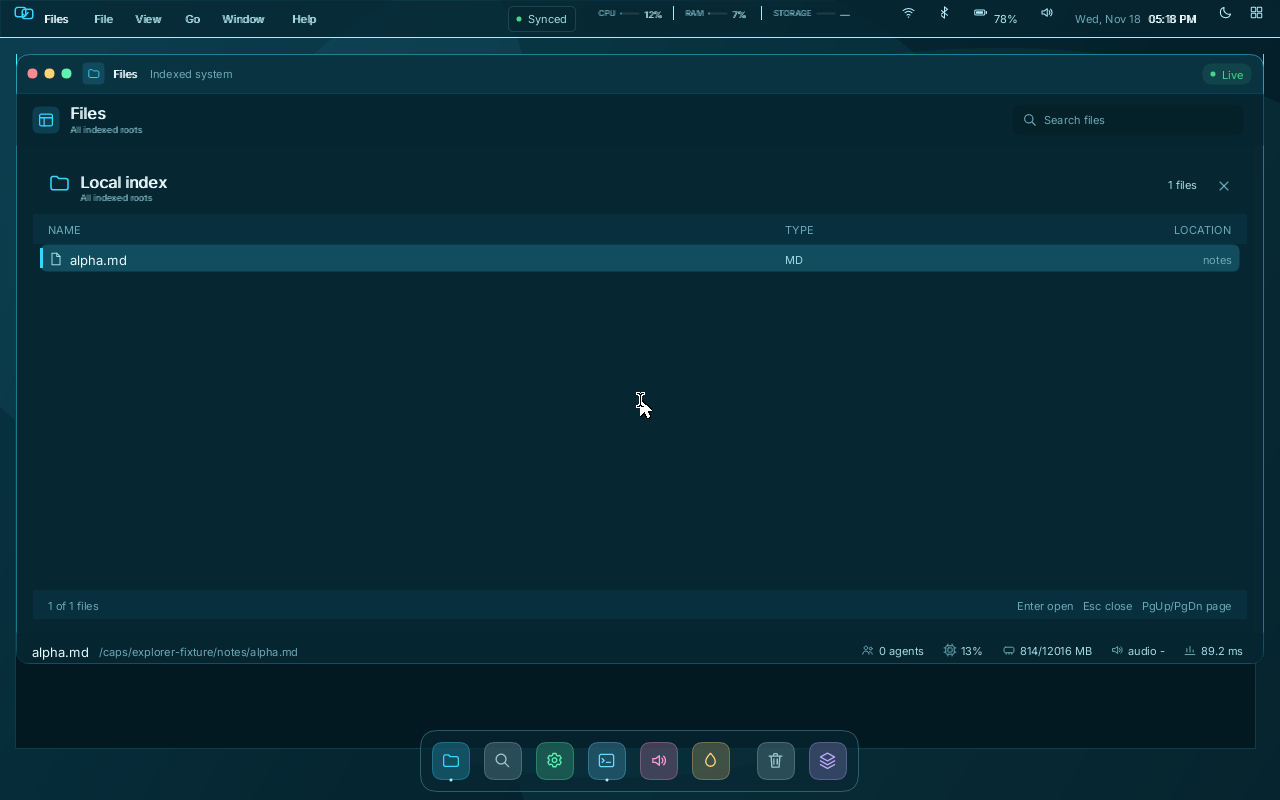 Files File View Go Window Help Synced CPU 12% RAM 7% STORAGE — 78% Wed, Nov 18 05:18 PM
Files Indexed system Live
Files
All indexed roots
Search files
Local index
All indexed roots
1 files
NAME TYPE LOCATION
alpha.md MD notes
1 of 1 files Enter open Esc close PgUp/PgDn page
alpha.md /caps/explorer-fixture/notes/alpha.md 0 agents 13% 814/12016 MB audio - 89.2 ms